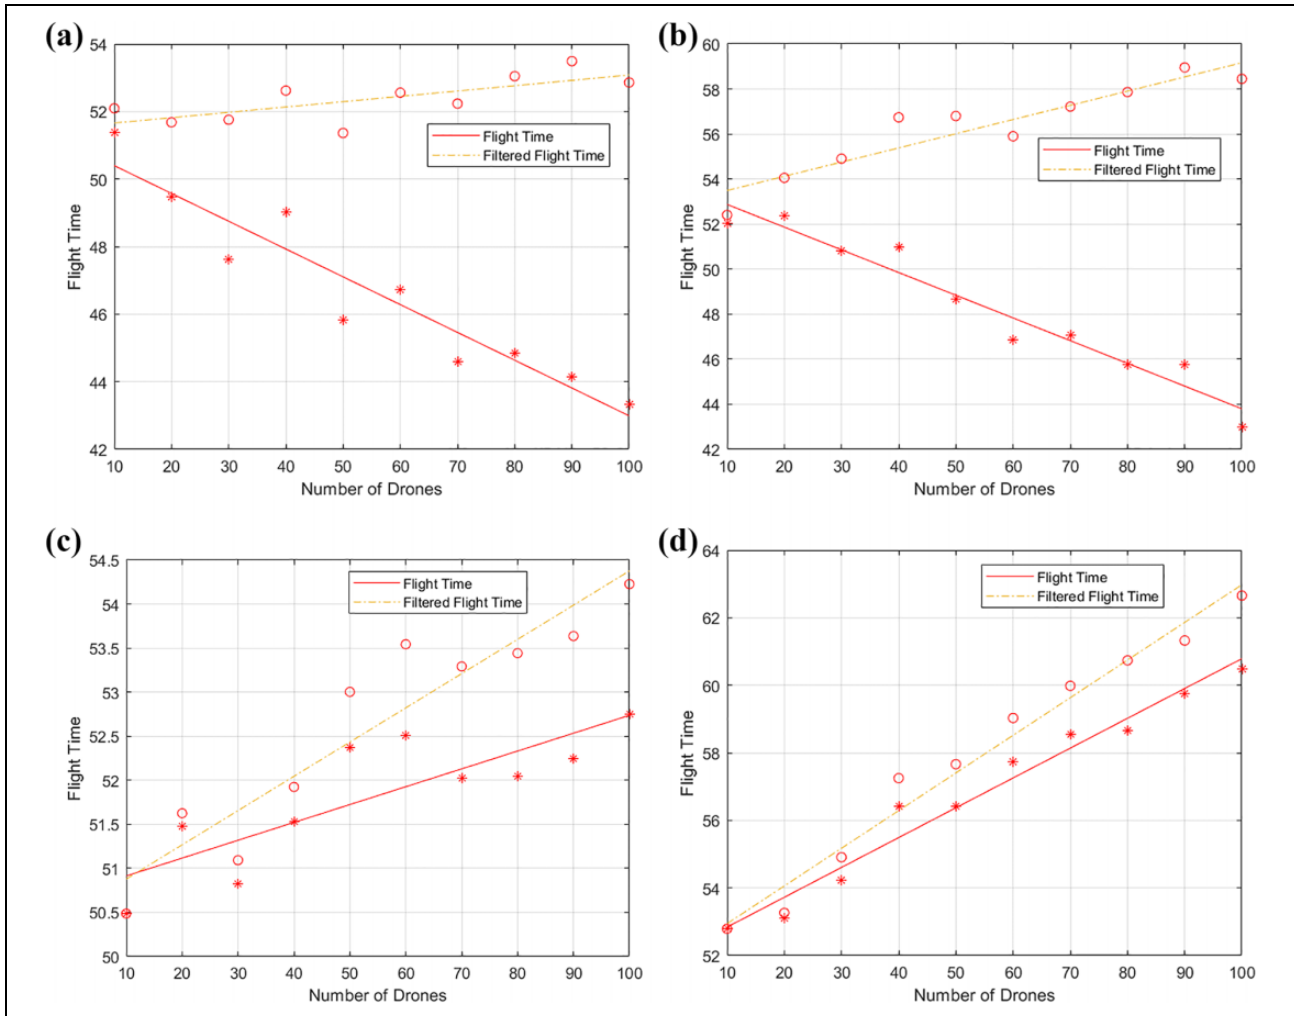 (a)
54
52
50
48
46
44
42
Flight Time
Flight Time
Filtered Flight Time
10 20 30 40 50 60 70 80 90 100
Number of Drones
(b)
60
58
56
54
52
50
48
46
44
42
Flight Time
Flight Time
Filtered Flight Time
10 20 30 40 50 60 70 80 90 100
Number of Drones
(c)
54.5
54
53.5
53
52.5
52
51.5
51
50.5
50
Flight Time
Flight Time
Filtered Flight Time
10 20 30 40 50 60 70 80 90 100
Number of Drones
(d)
64
62
60
58
56
54
52
Flight Time
Flight Time
Filtered Flight Time
10 20 30 40 50 60 70 80 90 100
Number of Drones